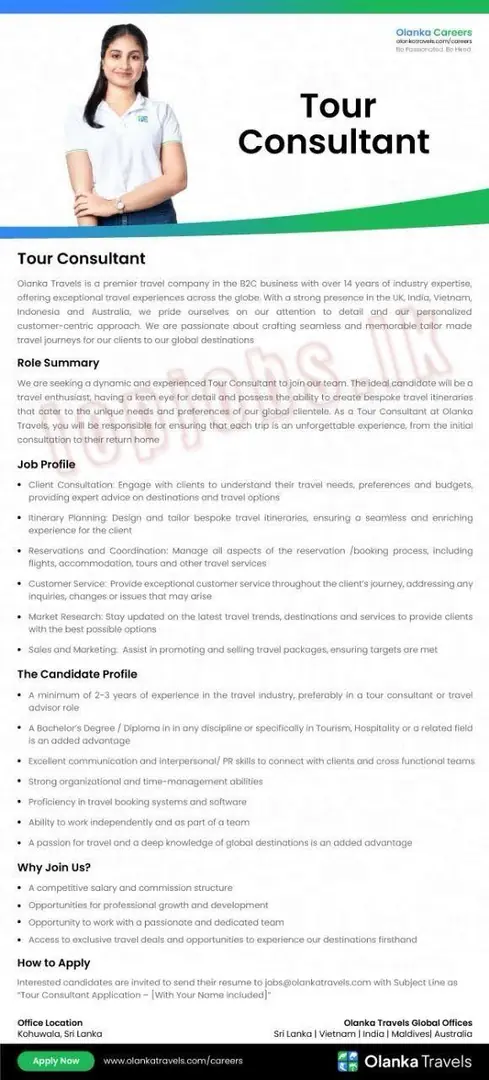 Olanka Careers
olankatravels.com/careers
Be Passionated. Be Hired.
Tour
Consultant
Tour Consultant
Olanka Travels is a premier travel company in the B2C business with over 14 years of industry expertise,
offering exceptional travel experiences across the globe. With a strong presence in the UK, India, Vietnam,
Indonesia and Australia, we pride ourselves on our attention to detail and our personalized
customer-centric approach. We are passionate about crafting seamless and memorable tailor made
travel journeys for our clients to our global destinations
Role Summary
We are seeking a dynamic and experienced Tour Consultant to join our team. The ideal candidate will be a
travel enthusiast, having a keen eye for detail and possess the ability to create bespoke travel itineraries
that cater to the unique needs and preferences of our global clientele. As a Tour Consultant at Olanka
Travels, you will be responsible for ensuring that each trip is an unforgettable experience, from the initial
consultation to their return home
topjobs.lk
Job Profile
• Client Consultation: Engage with clients to understand their travel needs, preferences and budgets,
providing expert advice on destinations and travel options
• Itinerary Planning: Design and tailor bespoke travel itineraries, ensuring a seamless and enriching
experience for the client
• Reservations and Coordination: Manage all aspects of the reservation /booking process, including
flights, accommodation, tours and other travel services
• Customer Service: Provide exceptional customer service throughout the client's journey, addressing any
inquiries, changes or issues that may arise
• Market Research: Stay updated on the latest travel trends, destinations and services to provide clients
with the best possible options
• Sales and Marketing: Assist in promoting and selling travel packages, ensuring targets are met
The Candidate Profile
• A minimum of 2-3 years of experience in the travel industry, preferably in a tour consultant or travel
advisor role
• A Bachelor's Degree / Diploma in in any discipline or specifically in Tourism, Hospitality or a related field
is an added advantage
• Excellent communication and interpersonal/ PR skills to connect with clients and cross functional teams
• Strong organizational and time-management abilities
• Proficiency in travel booking systems and software
• Ability to work independently and as part of a team
• A passion for travel and a deep knowledge of global destinations is an added advantage
Why Join Us?
• A competitive salary and commission structure
• Opportunities for professional growth and development
• Opportunity to work with a passionate and dedicated team
• Access to exclusive travel deals and opportunities to experience our destinations firsthand
How to Apply
Interested candidates are invited to send their resume to jobs@olankatravels.com with Subject Line as
"Tour Consultant Application – [With Your Name Included]"
Office Location
Kohuwala, Sri Lanka
Olanka Travels Global Offices
Sri Lanka | Vietnam | India | Maldives| Australia
Apply Now
www.olankatravels.com/careers
Olanka Travels